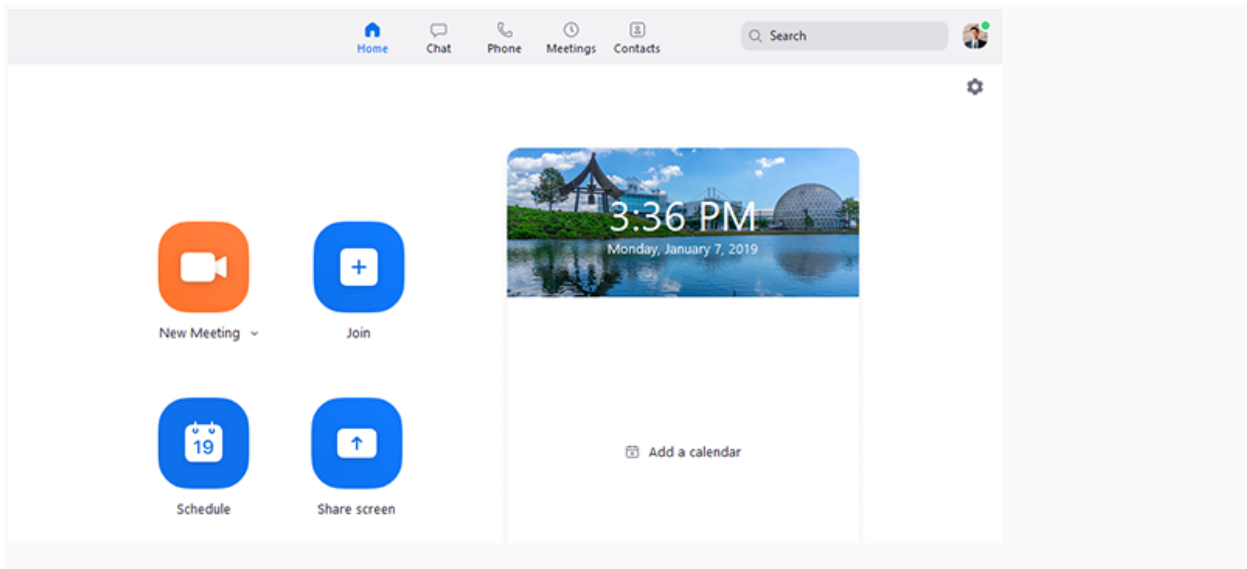 Home Chat Phone Meetings Contacts Search
3:36 PM
Monday, January 7, 2019
New Meeting Join
19
Add a calendar
Schedule Share screen